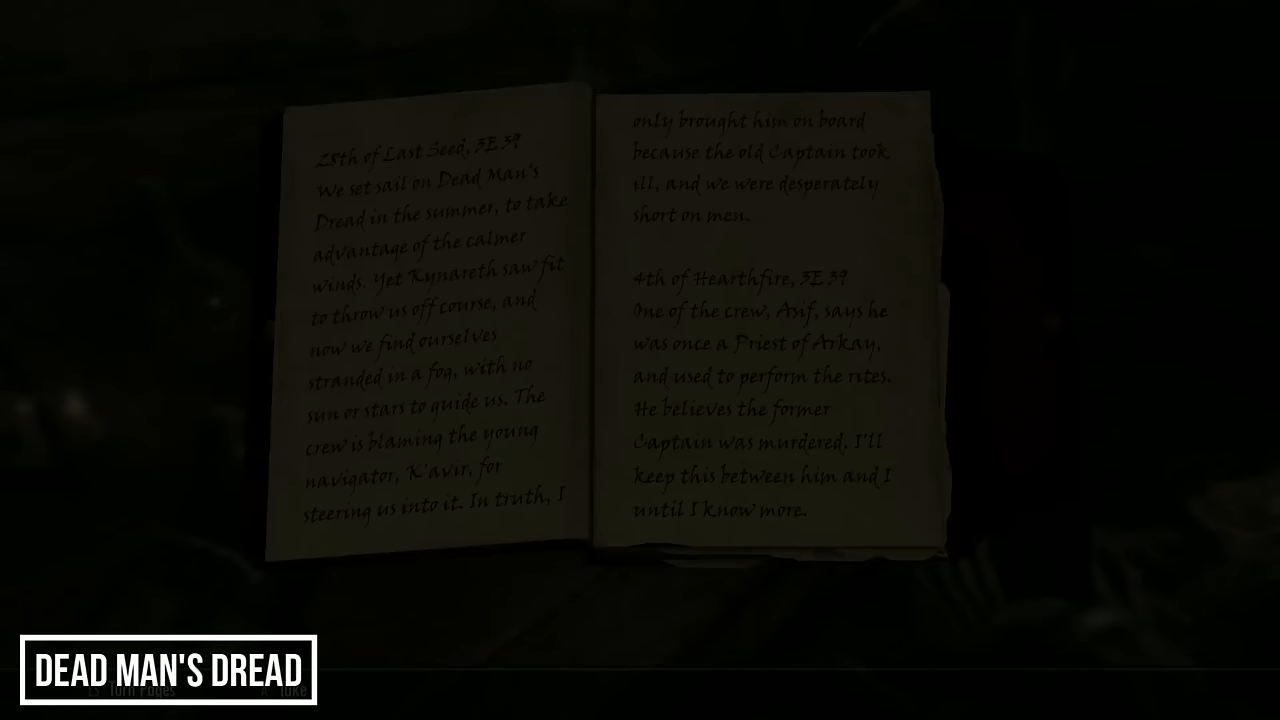 28th of Last Seed, 3E 39
We set sail on Dead Man's
Dread in the summer, to take
advantage of the calmer
winds. Yet Kynareth saw fit
to throw us off course, and
now we find ourselves
stranded in a fog, with no
sun or stars to guide us. The
crew is blaming the young
navigator, K'avir, for
steering us into it. In truth, I
only brought him on board
because the old Captain took
ill, and we were desperately
short on men.
4th of Hearthfire, 3E 39
One of the crew, Asif, says he
was once a Priest of Arkay,
and used to perform the rites.
He believes the former
Captain was murdered. I'll
keep this between him and I
until I know more.
DEAD MAN'S DREAD
Turn Pages
Take